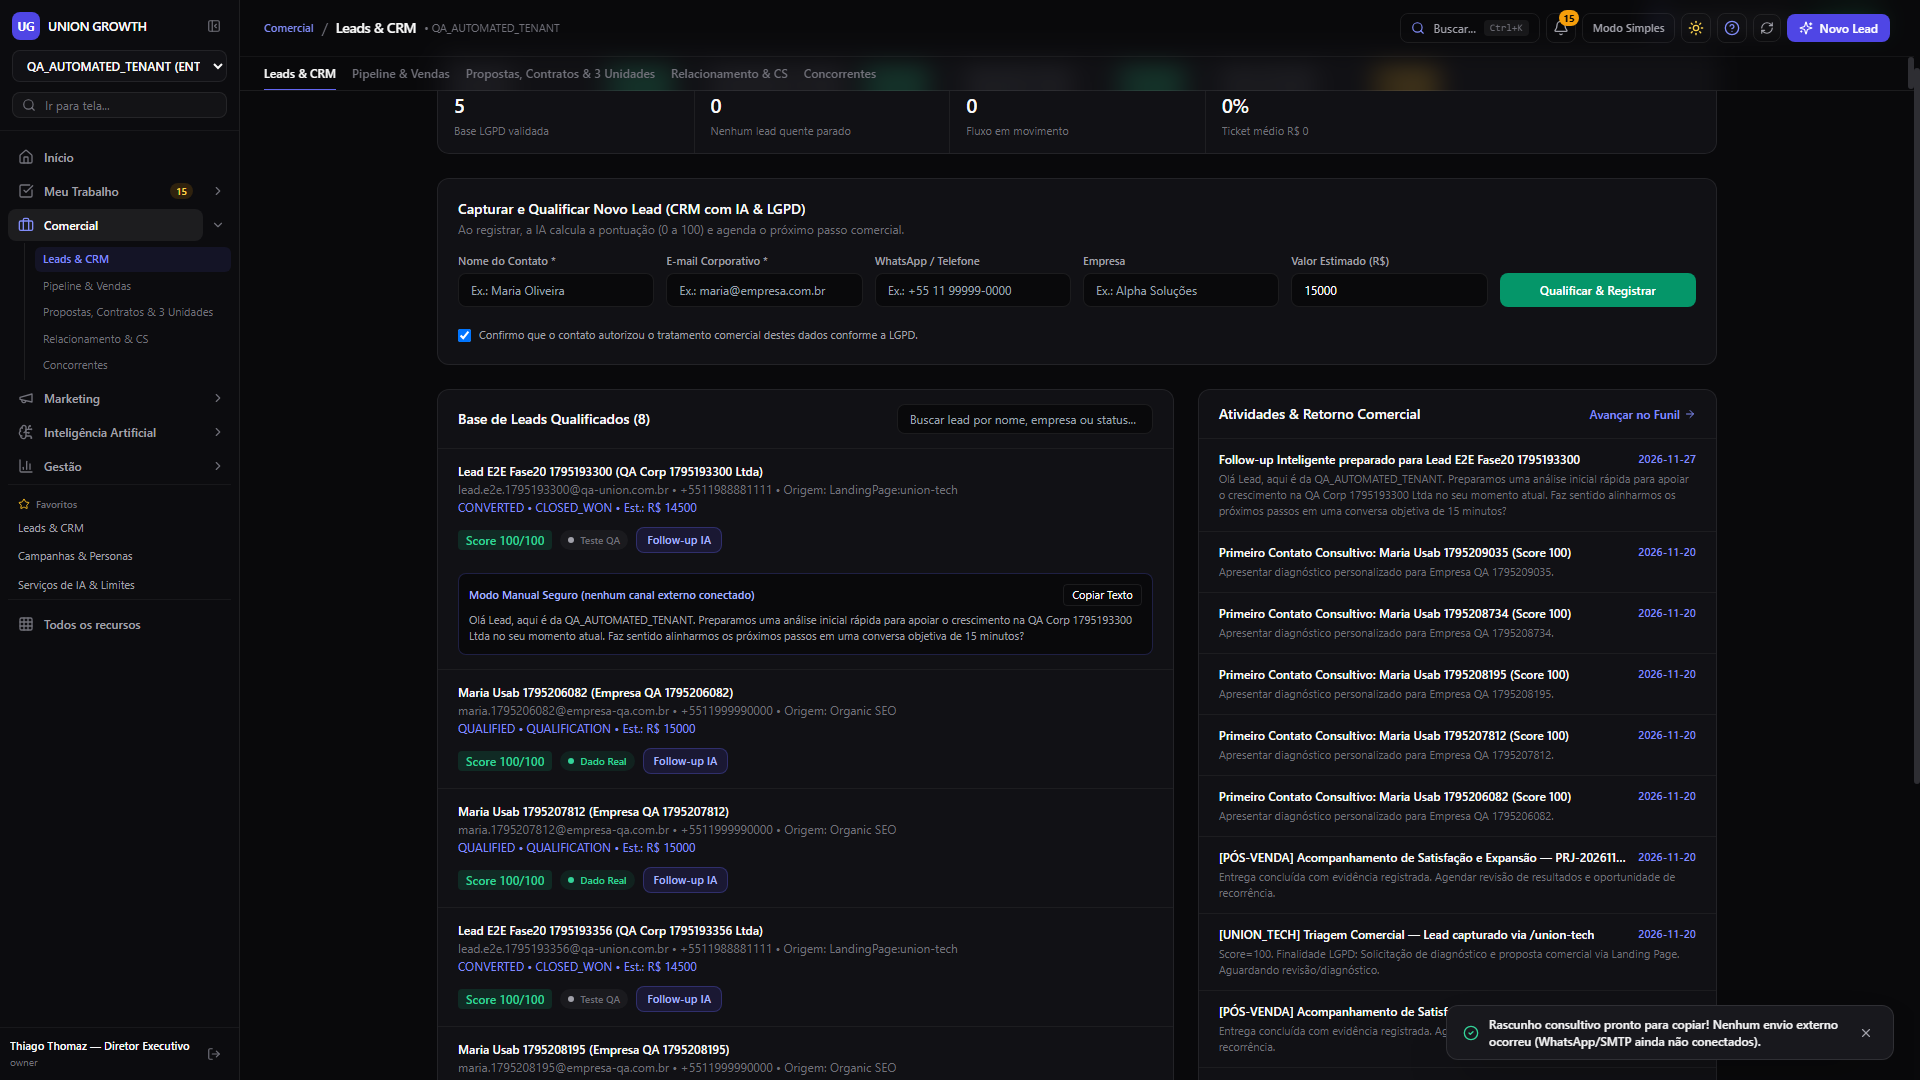 UG UNION GROWTH
QA_AUTOMATED_TENANT (ENT
Ir para tela...
Início
Meu Trabalho 15
Comercial
Leads & CRM
Pipeline & Vendas
Propostas, Contratos & 3 Unidades
Relacionamento & CS
Concorrentes
Marketing
Inteligência Artificial
Gestão
Favoritos
Leads & CRM
Campanhas & Personas
Serviços de IA & Limites
Todos os recursos
Thiago Thomaz — Diretor Executivo
owner
Comercial / Leads & CRM • QA_AUTOMATED_TENANT
Buscar... Ctrl+K
15
Modo Simples
Novo Lead
Leads & CRM Pipeline & Vendas Propostas, Contratos & 3 Unidades Relacionamento & CS Concorrentes
5 0 0 0%
Base LGPD validada Nenhum lead quente parado Fluxo em movimento Ticket médio R$ 0
Capturar e Qualificar Novo Lead (CRM com IA & LGPD)
Ao registrar, a IA calcula a pontuação (0 a 100) e agenda o próximo passo comercial.
Nome do Contato * E-mail Corporativo * WhatsApp / Telefone Empresa Valor Estimado (R$)
Ex.: Maria Oliveira Ex.: maria@empresa.com.br Ex.: +55 11 99999-0000 Ex.: Alpha Soluções 15000 Qualificar & Registrar
Confirmo que o contato autorizou o tratamento comercial destes dados conforme a LGPD.
Base de Leads Qualificados (8)
Buscar lead por nome, empresa ou status...
Lead E2E Fase20 1795193300 (QA Corp 1795193300 Ltda)
lead.e2e.1795193300@qa-union.com.br • +5511988881111 • Origem: LandingPage:union-tech
CONVERTED • CLOSED_WON • Est.: R$ 14500
Score 100/100 Teste QA Follow-up IA
Modo Manual Seguro (nenhum canal externo conectado) Copiar Texto
Olá Lead, aqui é da QA_AUTOMATED_TENANT. Preparamos uma análise inicial rápida para apoiar o crescimento na QA Corp 1795193300
Ltda no seu momento atual. Faz sentido alinharmos os próximos passos em uma conversa objetiva de 15 minutos?
Maria Usab 1795206082 (Empresa QA 1795206082)
maria.1795206082@empresa-qa.com.br • +5511999990000 • Origem: Organic SEO
QUALIFIED • QUALIFICATION • Est.: R$ 15000
Score 100/100 Dado Real Follow-up IA
Maria Usab 1795207812 (Empresa QA 1795207812)
maria.1795207812@empresa-qa.com.br • +5511999990000 • Origem: Organic SEO
QUALIFIED • QUALIFICATION • Est.: R$ 15000
Score 100/100 Dado Real Follow-up IA
Lead E2E Fase20 1795193356 (QA Corp 1795193356 Ltda)
lead.e2e.1795193356@qa-union.com.br • +5511988881111 • Origem: LandingPage:union-tech
CONVERTED • CLOSED_WON • Est.: R$ 14500
Score 100/100 Teste QA Follow-up IA
Maria Usab 1795208195 (Empresa QA 1795208195)
maria.1795208195@empresa-qa.com.br • +5511999990000 • Origem: Organic SEO
Atividades & Retorno Comercial Avançar no Funil →
Follow-up Inteligente preparado para Lead E2E Fase20 1795193300 2026-11-27
Olá Lead, aqui é da QA_AUTOMATED_TENANT. Preparamos uma análise inicial rápida para apoiar
o crescimento na QA Corp 1795193300 Ltda no seu momento atual. Faz sentido alinharmos os
próximos passos em uma conversa objetiva de 15 minutos?
Primeiro Contato Consultivo: Maria Usab 1795209035 (Score 100) 2026-11-20
Apresentar diagnóstico personalizado para Empresa QA 1795209035.
Primeiro Contato Consultivo: Maria Usab 1795208734 (Score 100) 2026-11-20
Apresentar diagnóstico personalizado para Empresa QA 1795208734.
Primeiro Contato Consultivo: Maria Usab 1795208195 (Score 100) 2026-11-20
Apresentar diagnóstico personalizado para Empresa QA 1795208195.
Primeiro Contato Consultivo: Maria Usab 1795207812 (Score 100) 2026-11-20
Apresentar diagnóstico personalizado para Empresa QA 1795207812.
Primeiro Contato Consultivo: Maria Usab 1795206082 (Score 100) 2026-11-20
Apresentar diagnóstico personalizado para Empresa QA 1795206082.
[PÓS-VENDA] Acompanhamento de Satisfação e Expansão — PRJ-202611... 2026-11-20
Entrega concluída com evidência registrada. Agendar revisão de resultados e oportunidade de
recorrência.
[UNION_TECH] Triagem Comercial — Lead capturado via /union-tech 2026-11-20
Score=100. Finalidade LGPD: Solicitação de diagnóstico e proposta comercial via Landing Page.
Aguardando revisão/diagnóstico.
[PÓS-VENDA] Acompanhamento de Satisf
Entrega concluída com evidência registrada. Ag
recorrência.
Rascunho consultivo pronto para copiar! Nenhum envio externo
ocorreu (WhatsApp/SMTP ainda não conectados).